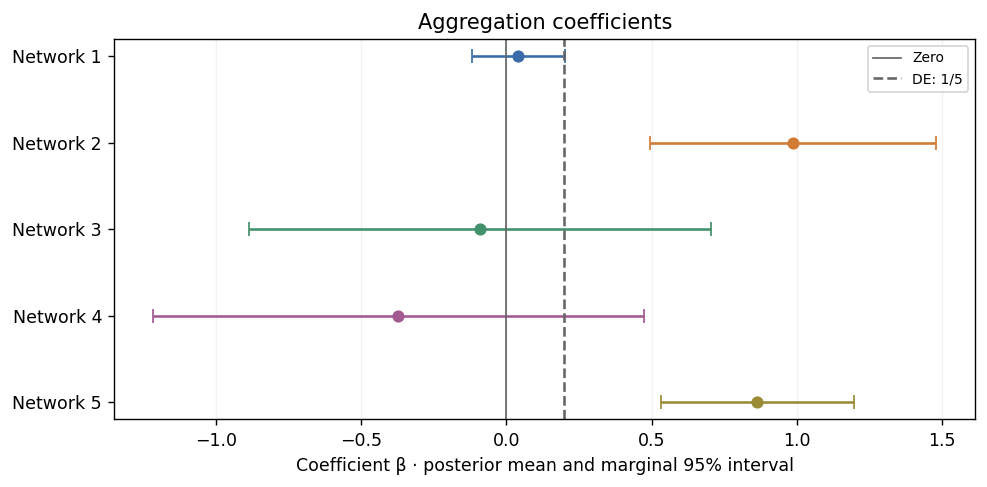 Aggregation coefficients
Network 1
Network 2
Network 3
Network 4
Network 5
Zero
DE: 1/5
−1.0 −0.5 0.0 0.5 1.0 1.5
Coefficient β · posterior mean and marginal 95% interval